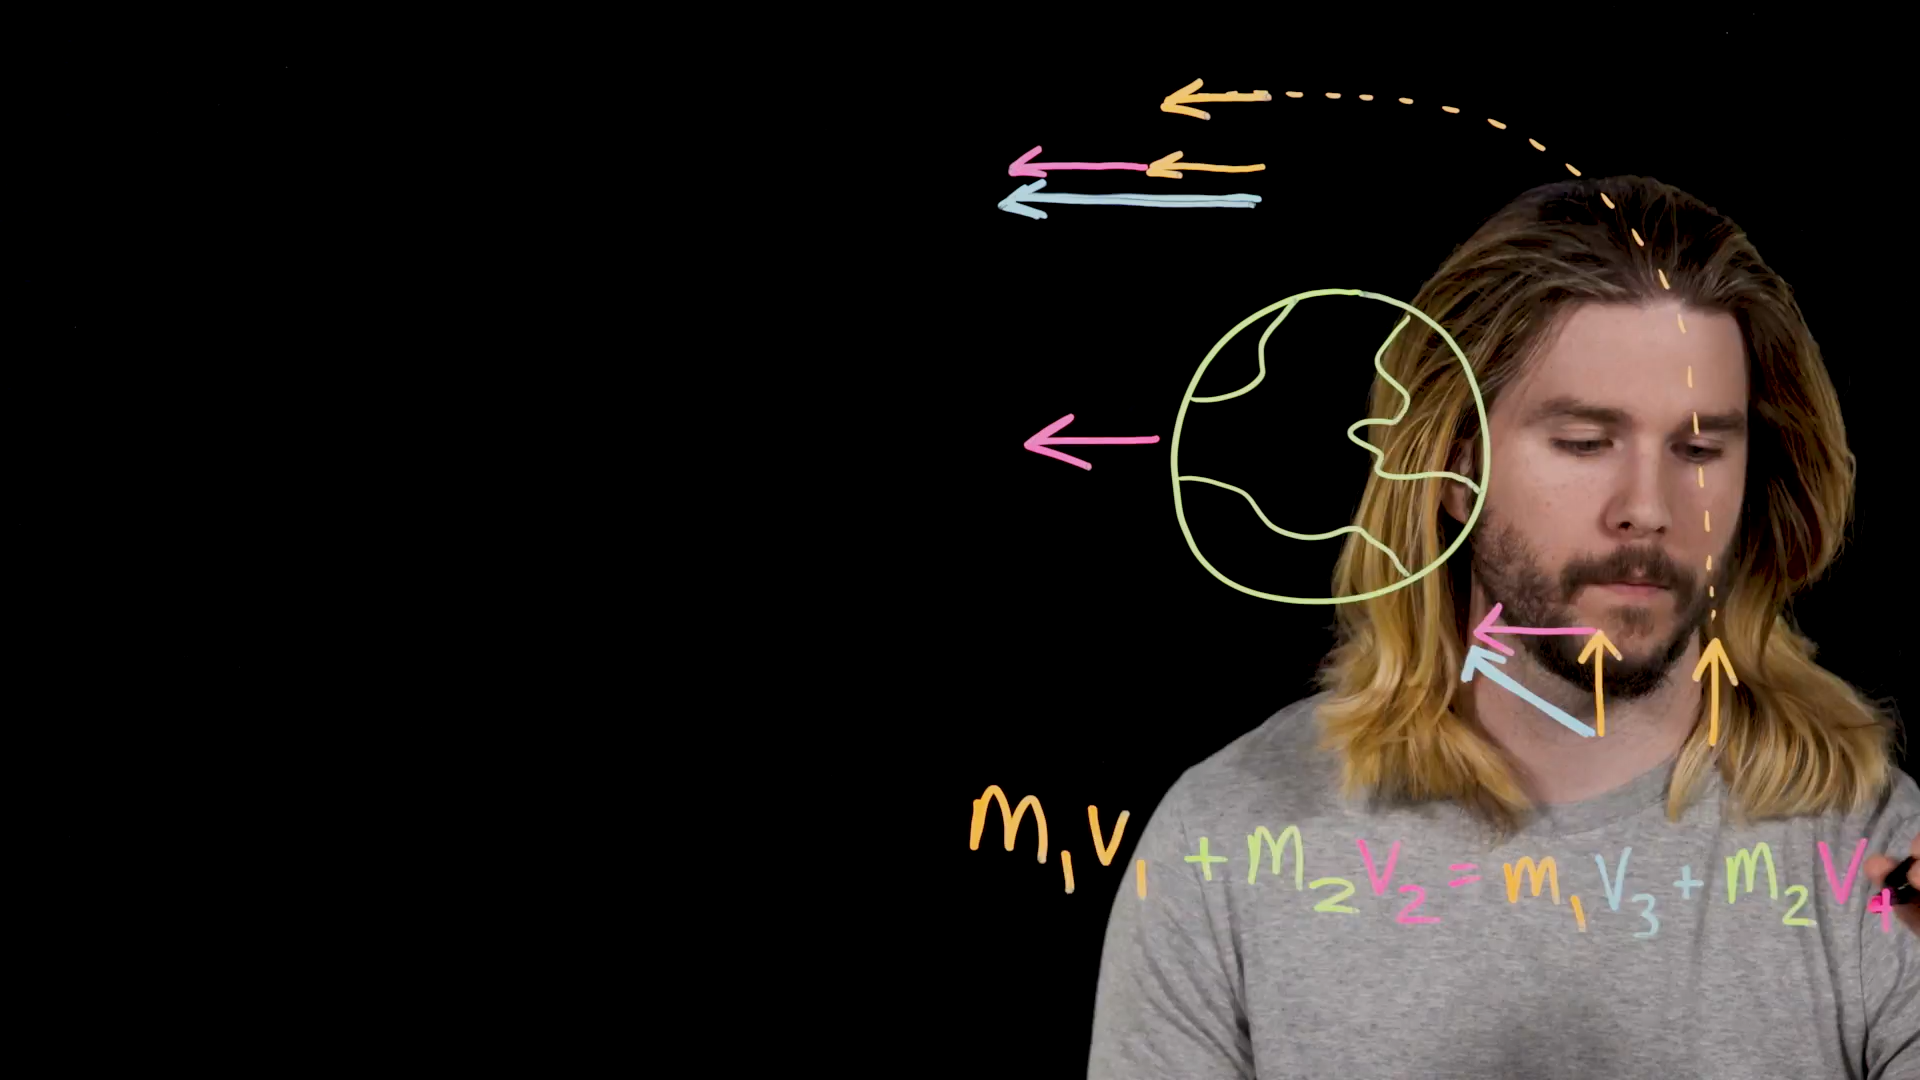 m₁v₁ + m₂v₂ = m₁v₃ + m₂v₄